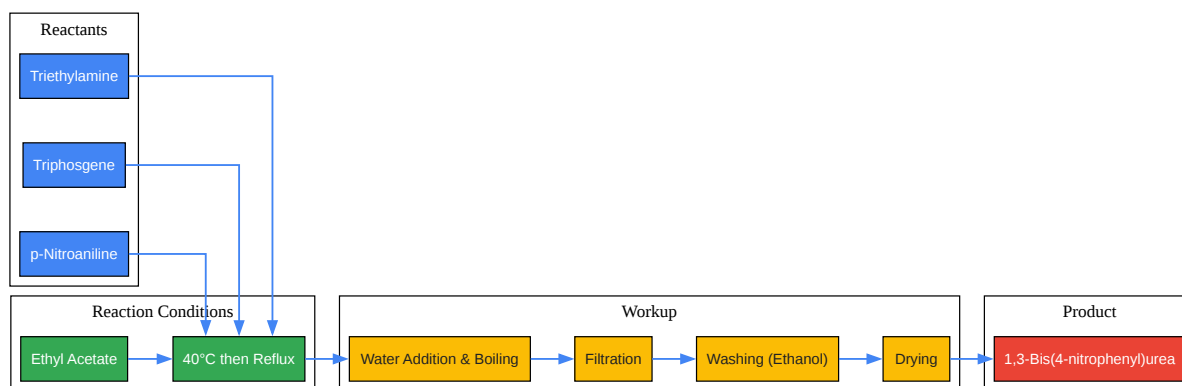 Reactants
Triethylamine
Triphosgene
p-Nitroaniline
Reaction Conditions
Ethyl Acetate
40°C then Reflux
Workup
Water Addition & Boiling
Filtration
Washing (Ethanol)
Drying
Product
1,3-Bis(4-nitrophenyl)urea